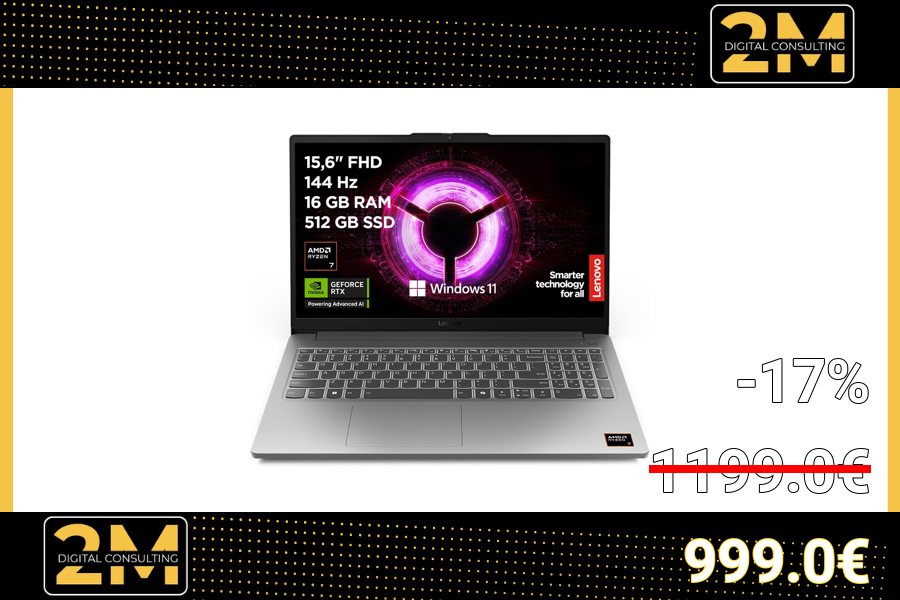 2M
DIGITAL CONSULTING
15,6" FHD
144 Hz
16 GB RAM
512 GB SSD
AMD
RYZEN
7
NVIDIA
GEFORCE
RTX
Powering Advanced AI
Windows 11
Smarter
technology
for all
Lenovo
-17%
1199.0€
2M
DIGITAL CONSULTING
999.0€